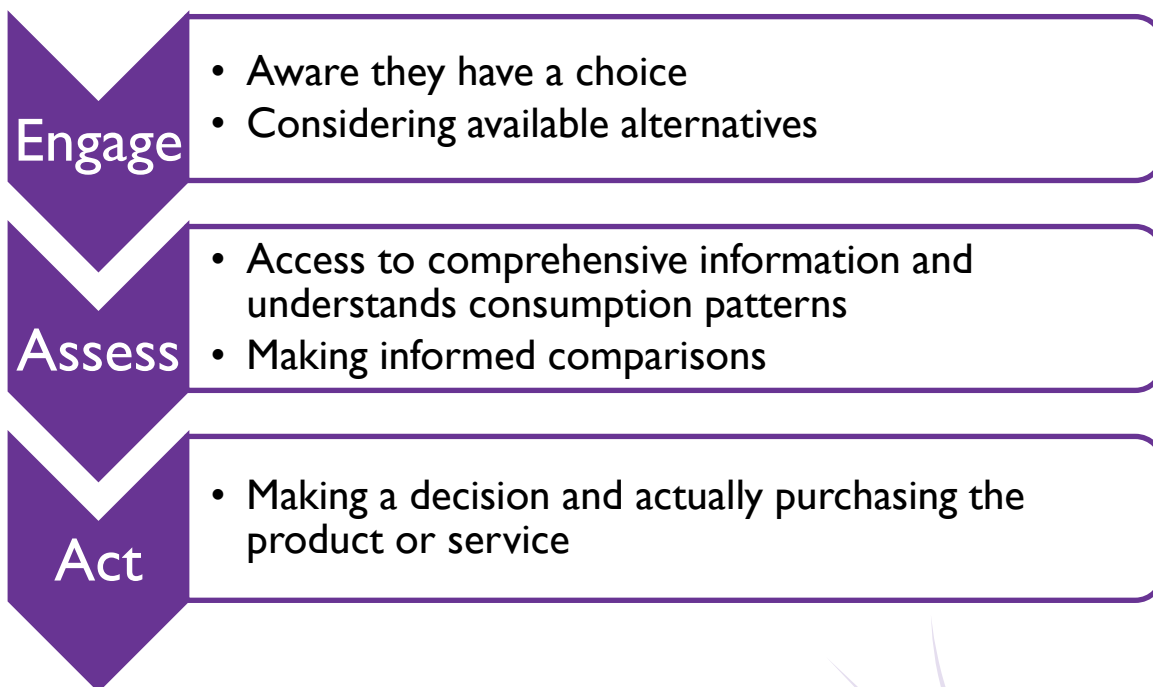 Engage
• Aware they have a choice
• Considering available alternatives
Assess
• Access to comprehensive information and
understands consumption patterns
• Making informed comparisons
Act
• Making a decision and actually purchasing the
product or service